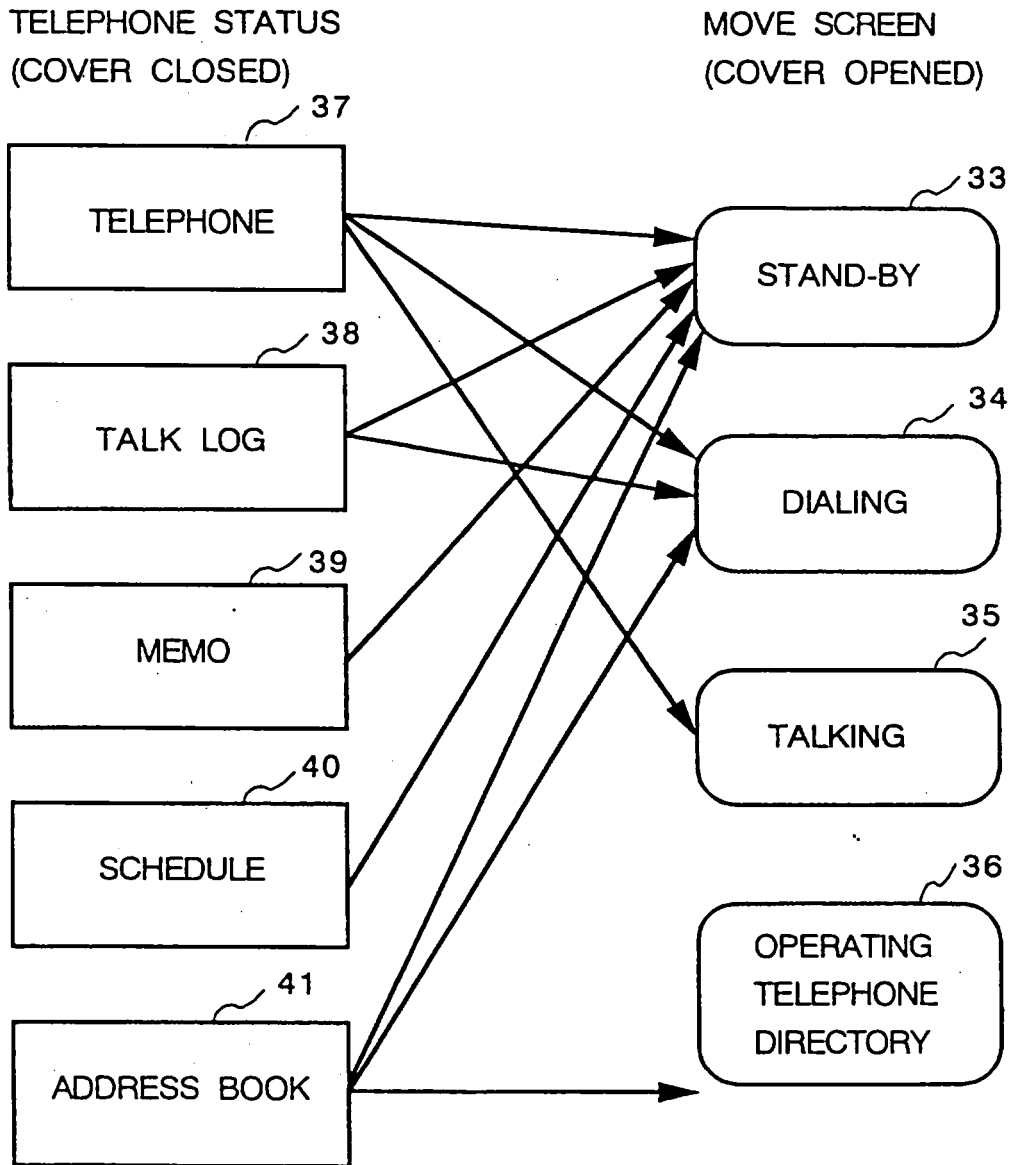 TELEPHONE STATUS
(COVER CLOSED)
MOVE SCREEN
(COVER OPENED)
37
TELEPHONE
38
TALK LOG
39
MEMO
40
SCHEDULE
41
ADDRESS BOOK
33
STAND-BY
34
DIALING
35
TALKING
36
OPERATING
TELEPHONE
DIRECTORY